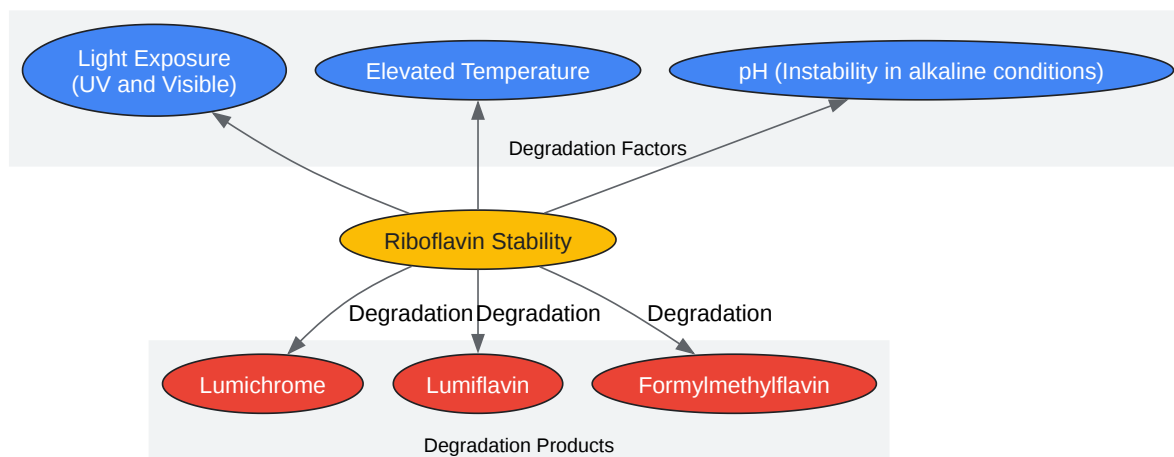 Light Exposure
(UV and Visible)
Elevated Temperature
pH (Instability in alkaline conditions)
Degradation Factors
Riboflavin Stability
Degradation
Degradation
Degradation
Lumichrome
Lumiflavin
Formylmethylflavin
Degradation Products